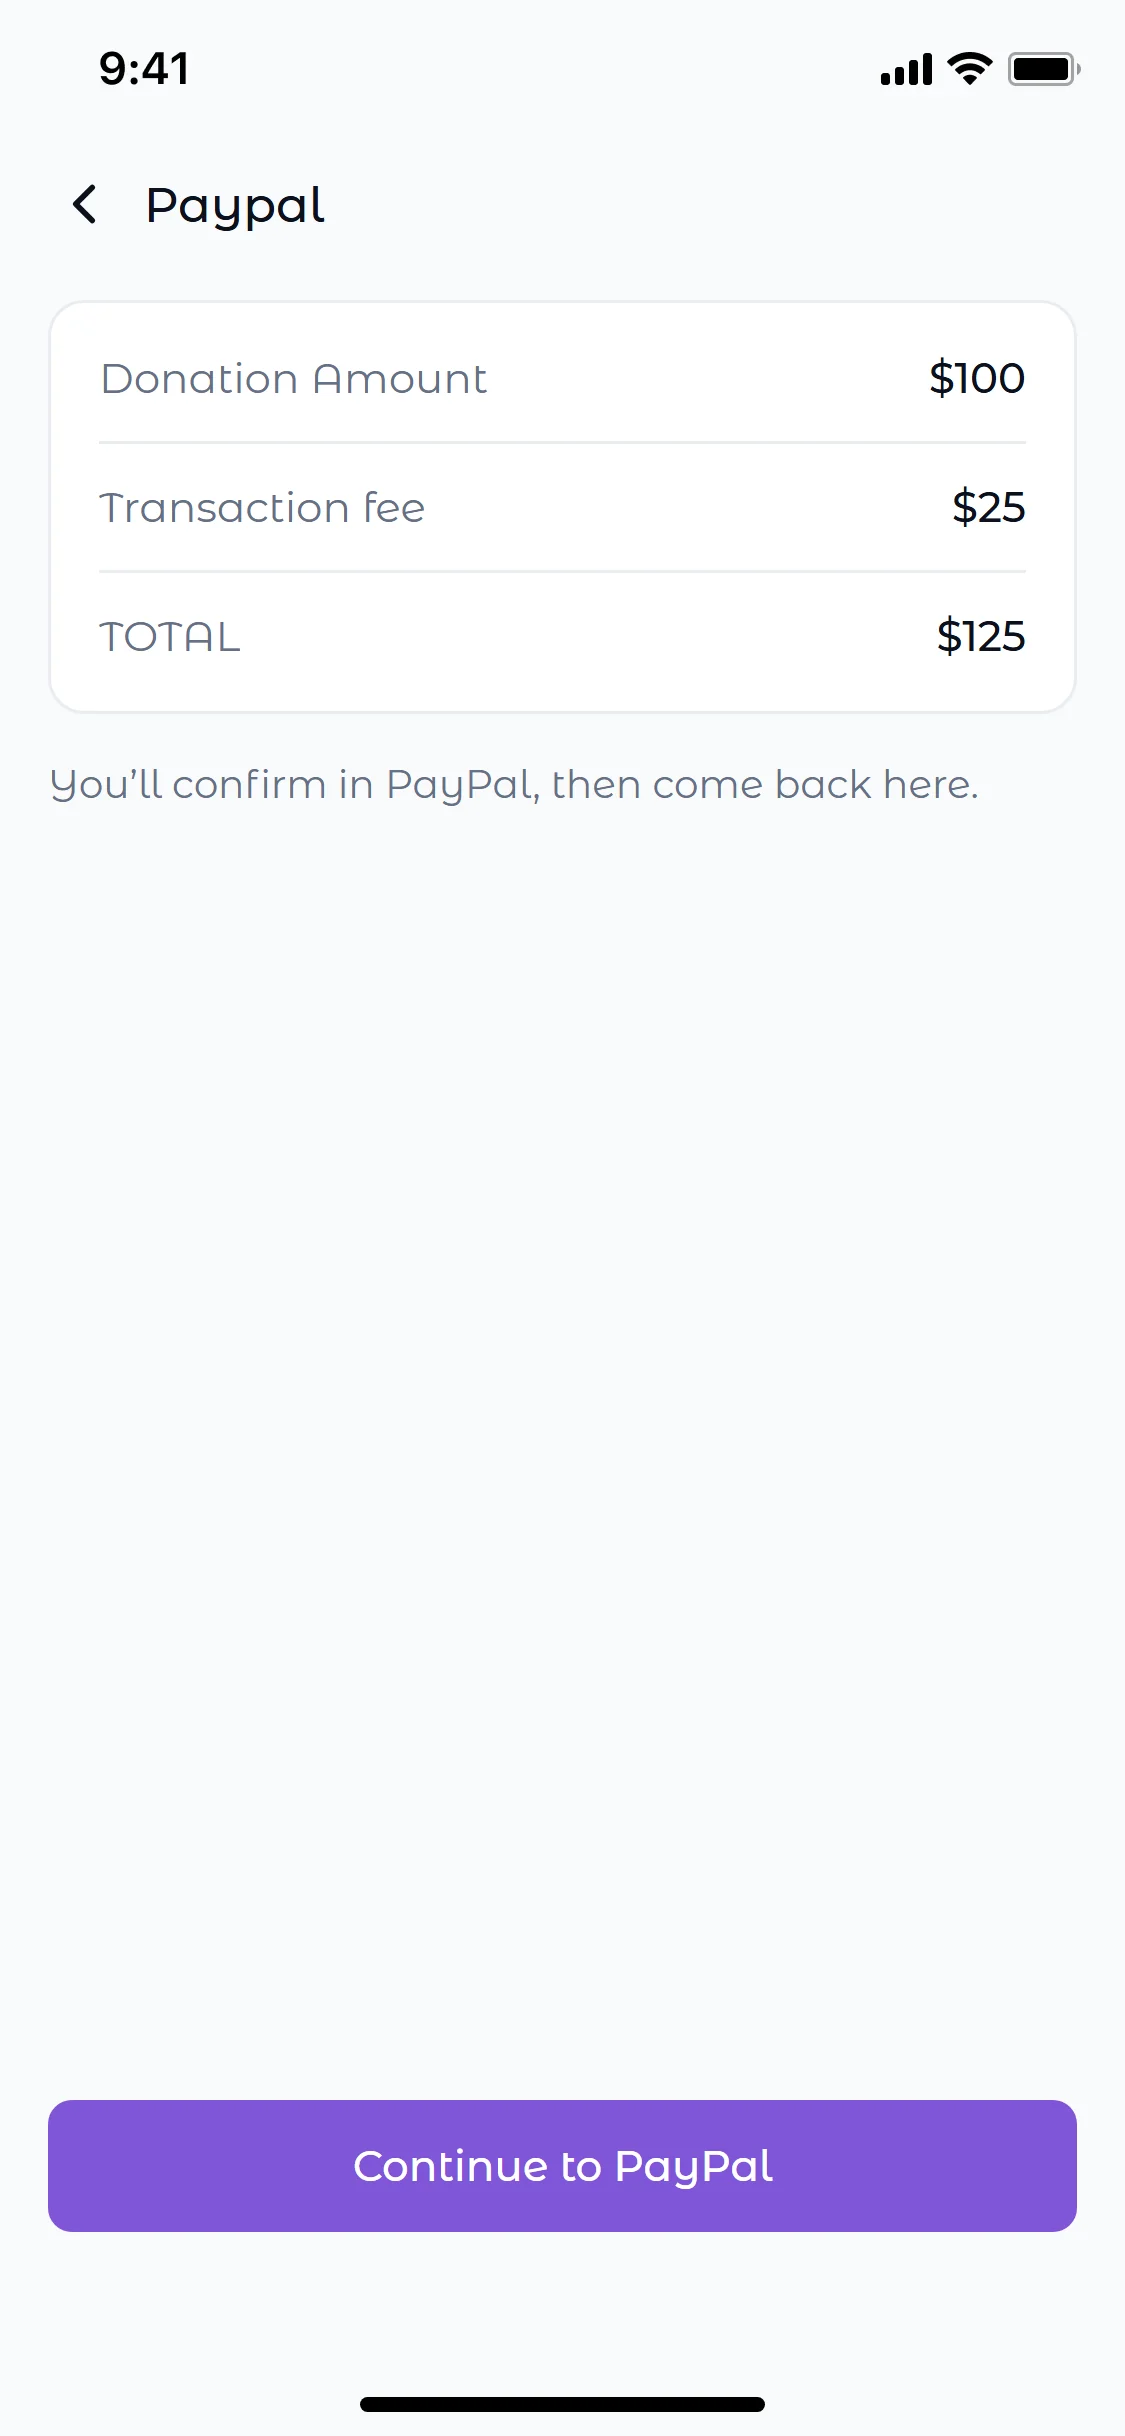 9:41
Paypal
Donation Amount $100
Transaction fee $25
TOTAL $125
You’ll confirm in PayPal, then come back here.
Continue to PayPal